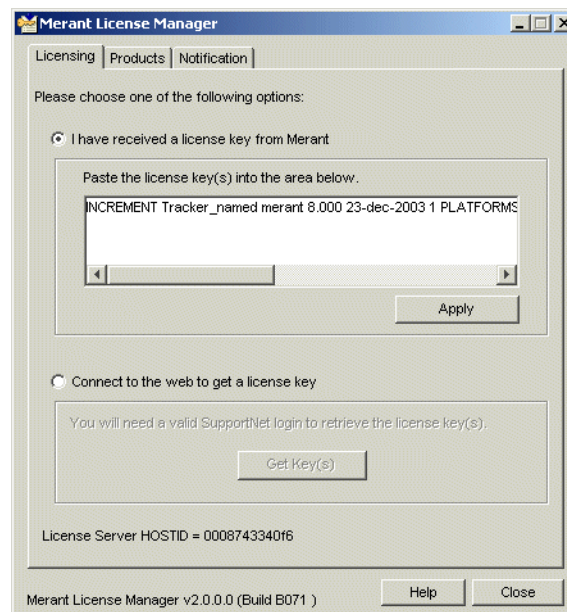 Merant License Manager
Licensing Products Notification
Please choose one of the following options:
I have received a license key from Merant
Paste the license key(s) into the area below.
INCREMENT Tracker_named merant 8.000 23-dec-2003 1 PLATFORMS
Apply
Connect to the web to get a license key
You will need a valid SupportNet login to retrieve the license key(s).
Get Key(s)
License Server HOSTID = 0008743340f6
Merant License Manager v2.0.0.0 (Build B071 ) Help Close